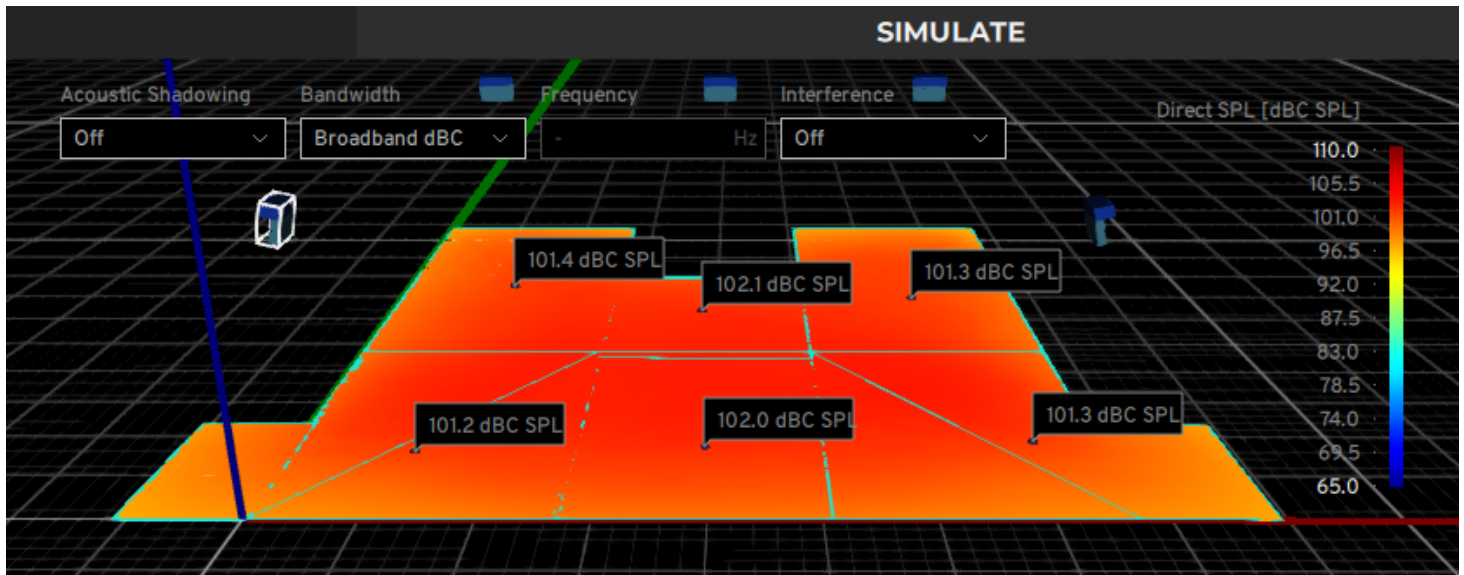 SIMULATE
Acoustic Shadowing
Bandwidth
Frequency
Interference
Off
Broadband dBC
- Hz
Off
Direct SPL [dBC SPL]
110.0
105.5
101.0
96.5
92.0
87.5
83.0
78.5
74.0
69.5
65.0
101.4 dBC SPL
102.1 dBC SPL
101.3 dBC SPL
101.2 dBC SPL
102.0 dBC SPL
101.3 dBC SPL